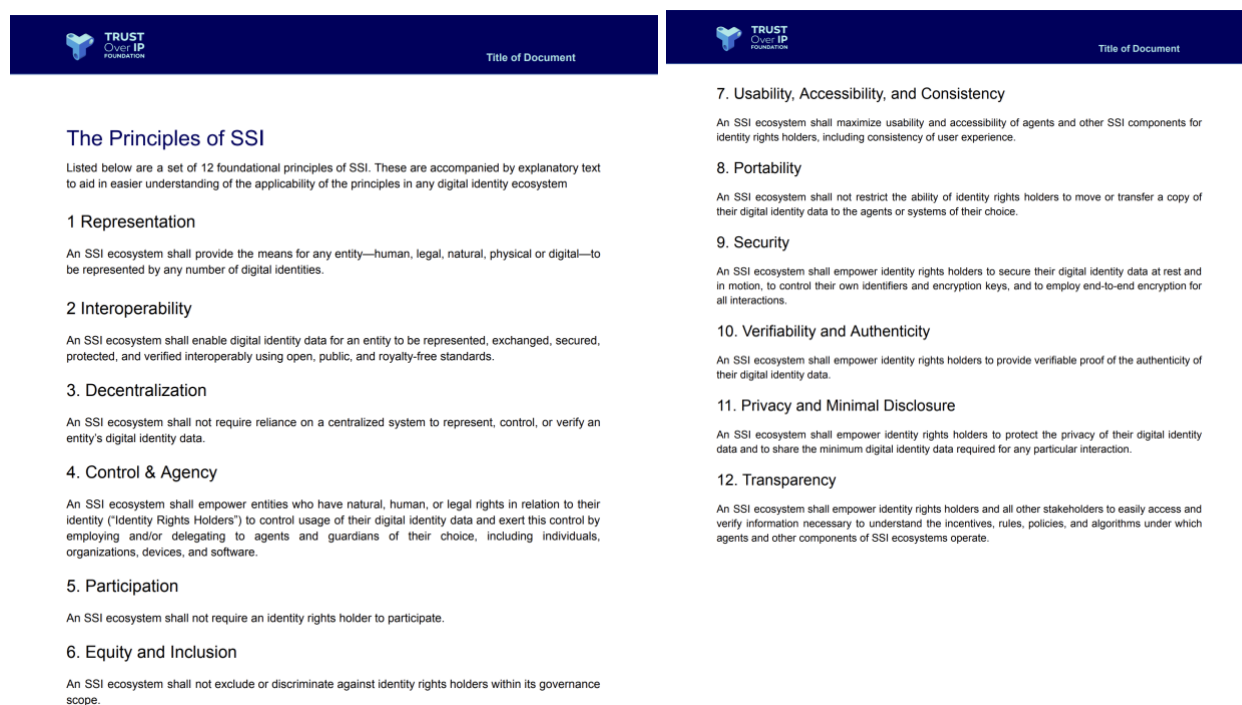 TRUST
Over IP
FOUNDATION
Title of Document
The Principles of SSI
Listed below are a set of 12 foundational principles of SSI. These are accompanied by explanatory text
to aid in easier understanding of the applicability of the principles in any digital identity ecosystem
1 Representation
An SSI ecosystem shall provide the means for any entity—human, legal, natural, physical or digital—to
be represented by any number of digital identities.
2 Interoperability
An SSI ecosystem shall enable digital identity data for an entity to be represented, exchanged, secured,
protected, and verified interoperably using open, public, and royalty-free standards.
3. Decentralization
An SSI ecosystem shall not require reliance on a centralized system to represent, control, or verify an
entity's digital identity data.
4. Control & Agency
An SSI ecosystem shall empower entities who have natural, human, or legal rights in relation to their
identity (“Identity Rights Holders”) to control usage of their digital identity data and exert this control by
employing and/or delegating to agents and guardians of their choice, including individuals,
organizations, devices, and software.
5. Participation
An SSI ecosystem shall not require an identity rights holder to participate.
6. Equity and Inclusion
An SSI ecosystem shall not exclude or discriminate against identity rights holders within its governance
scope.
TRUST
Over IP
FOUNDATION
Title of Document
7. Usability, Accessibility, and Consistency
An SSI ecosystem shall maximize usability and accessibility of agents and other SSI components for
identity rights holders, including consistency of user experience.
8. Portability
An SSI ecosystem shall not restrict the ability of identity rights holders to move or transfer a copy of
their digital identity data to the agents or systems of their choice.
9. Security
An SSI ecosystem shall empower identity rights holders to secure their digital identity data at rest and
in motion, to control their own identifiers and encryption keys, and to employ end-to-end encryption for
all interactions.
10. Verifiability and Authenticity
An SSI ecosystem shall empower identity rights holders to provide verifiable proof of the authenticity of
their digital identity data.
11. Privacy and Minimal Disclosure
An SSI ecosystem shall empower identity rights holders to protect the privacy of their digital identity
data and to share the minimum digital identity data required for any particular interaction.
12. Transparency
An SSI ecosystem shall empower identity rights holders and all other stakeholders to easily access and
verify information necessary to understand the incentives, rules, policies, and algorithms under which
agents and other components of SSI ecosystems operate.